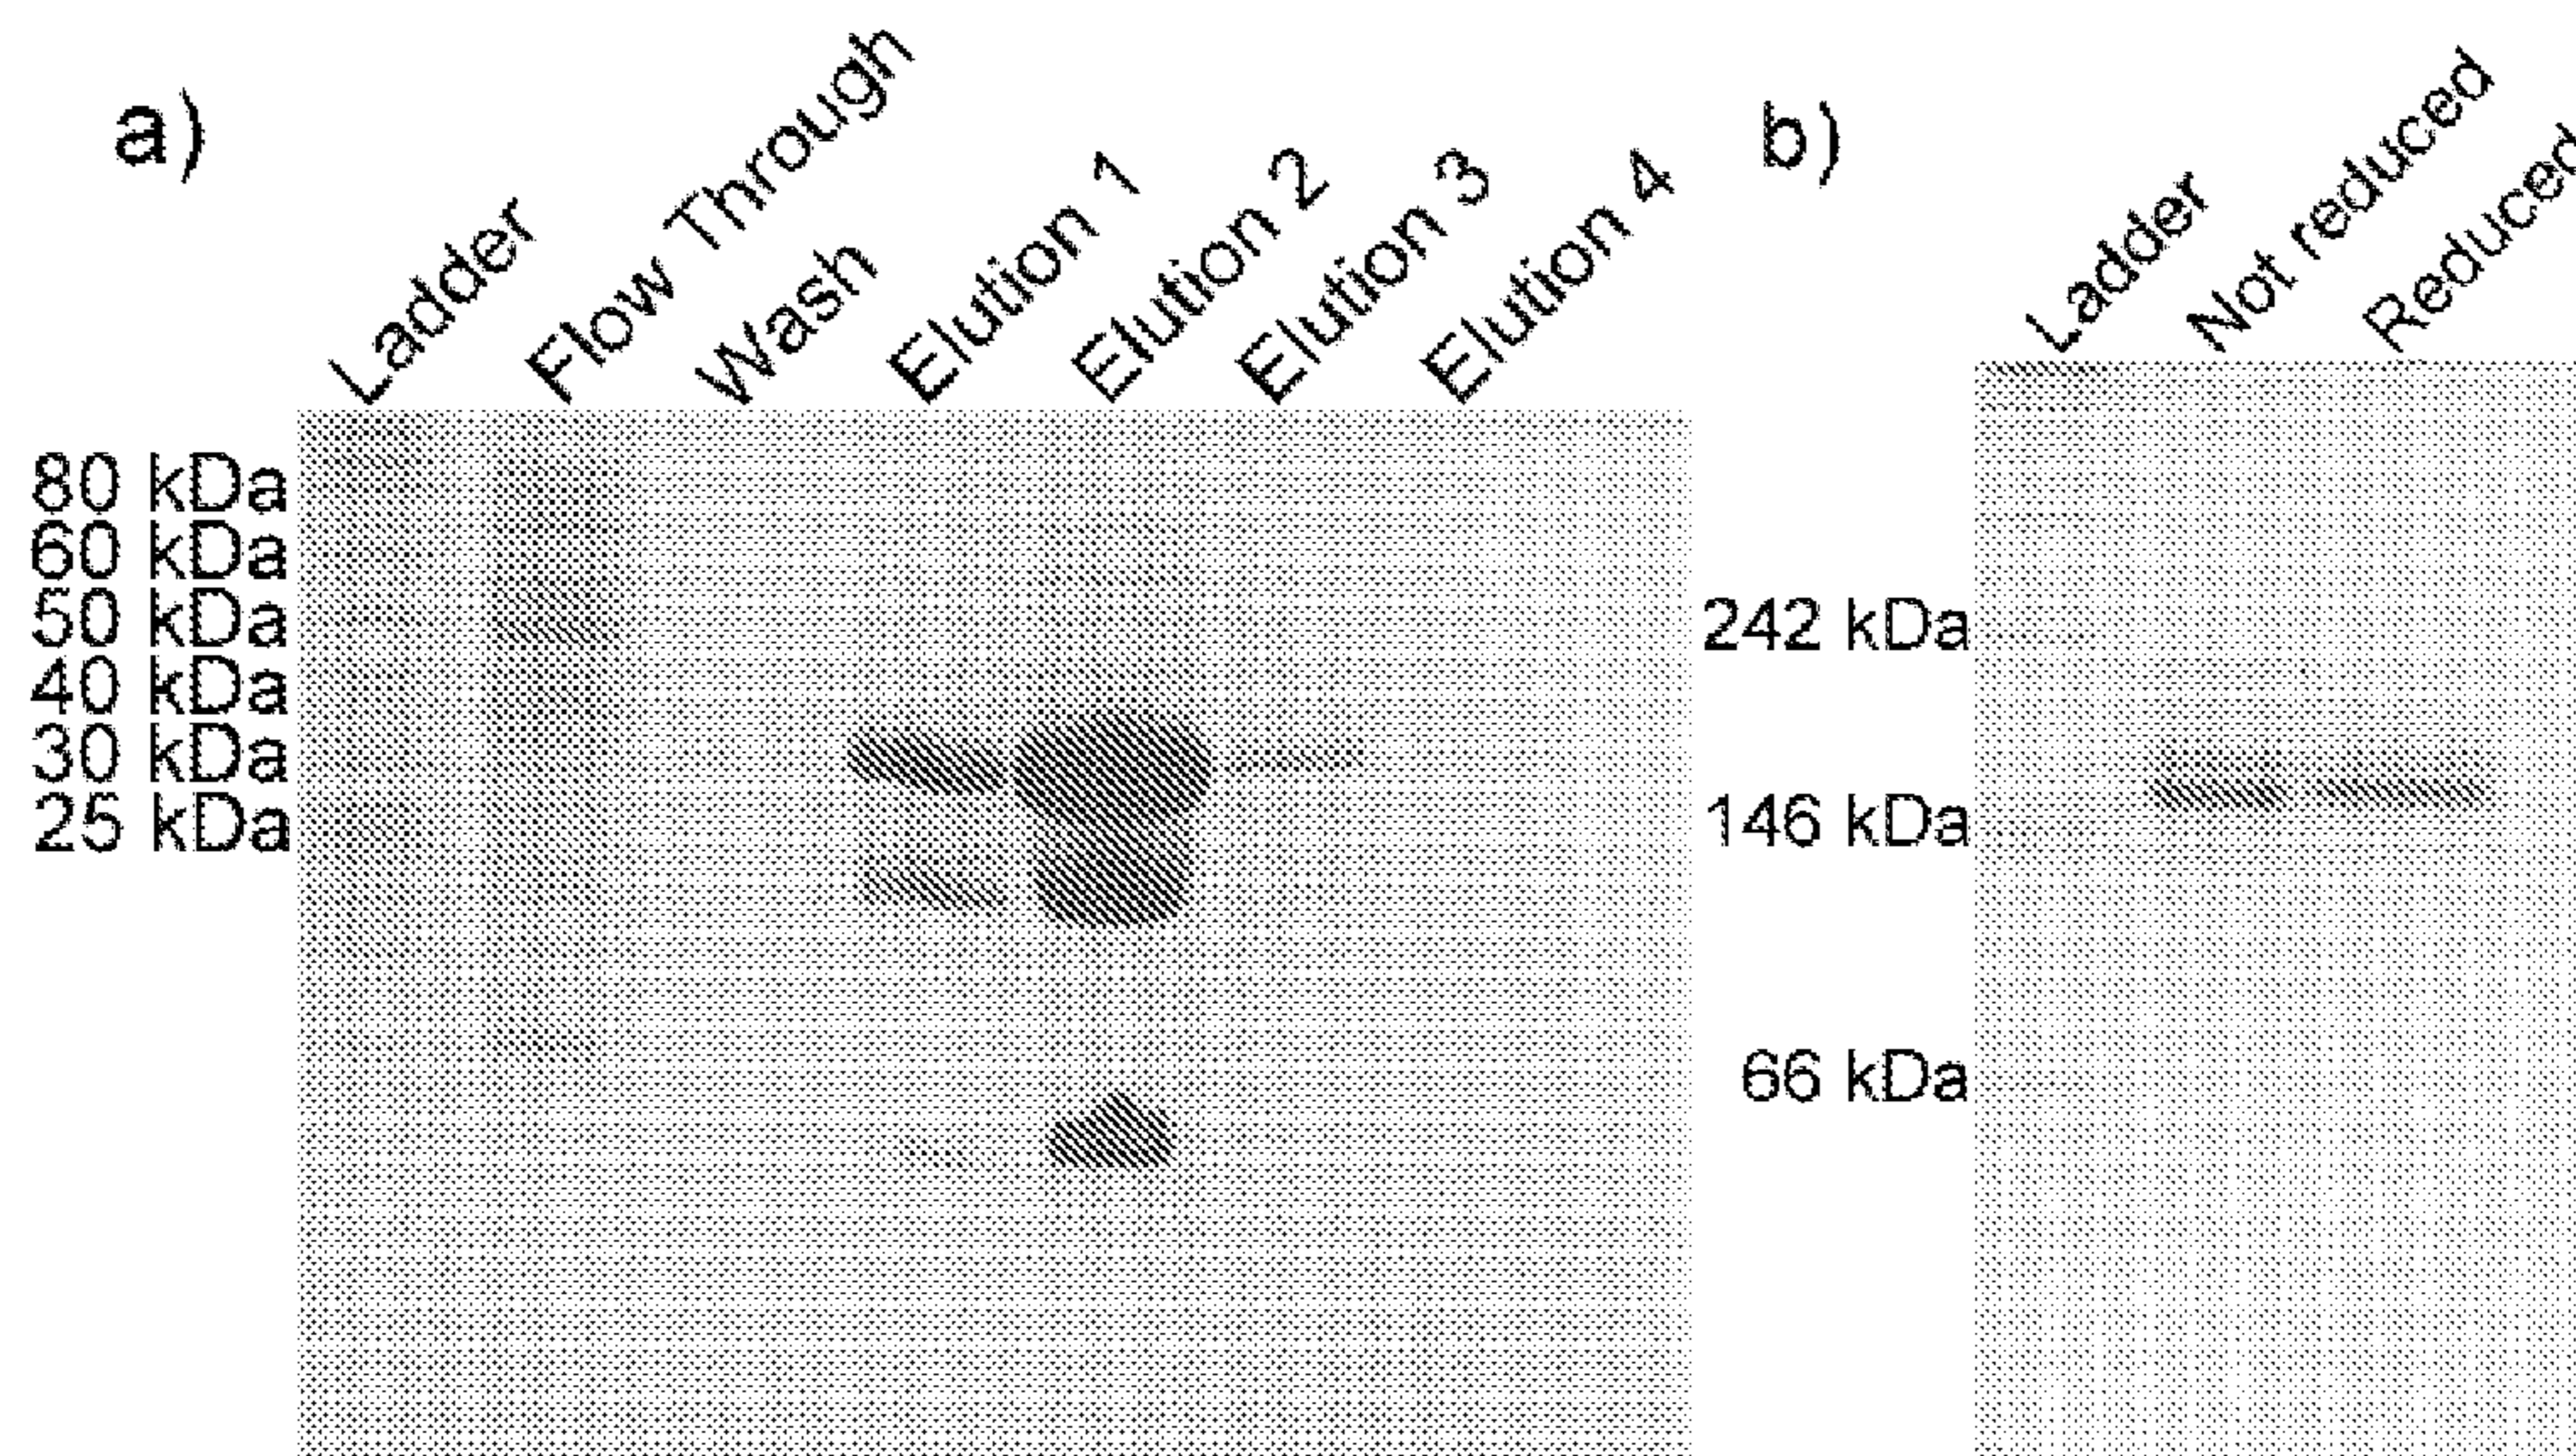 a)
Ladder
Flow Through
Wash
Elution 1
Elution 2
Elution 3
Elution 4
80 kDa
60 kDa
50 kDa
40 kDa
30 kDa
25 kDa
b)
Ladder
Not reduced
Reduced
242 kDa
146 kDa
66 kDa